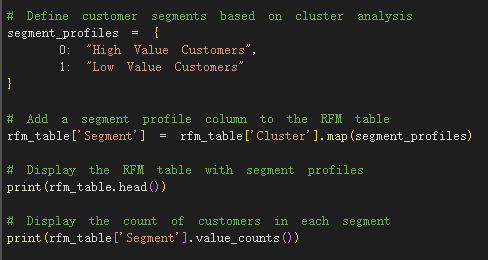 # Define customer segments based on cluster analysis
segment_profiles = {
0: "High Value Customers",
1: "Low Value Customers"
}
# Add a segment profile column to the RFM table
rfm_table['Segment'] = rfm_table['Cluster'].map(segment_profiles)
# Display the RFM table with segment profiles
print(rfm_table.head())
# Display the count of customers in each segment
print(rfm_table['Segment'].value_counts())